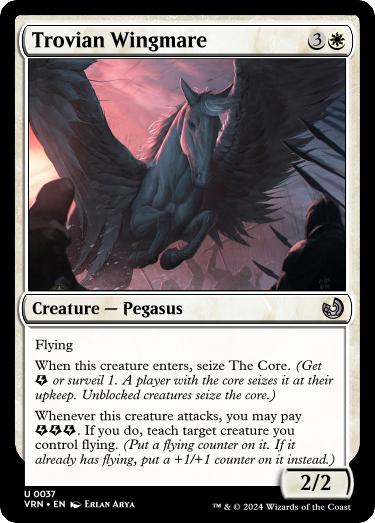 Trovian Wingmare 3
Creature — Pegasus
Flying
When this creature enters, seize The Core. (Get
or surveil 1. A player with the core seizes it at their
upkeep. Unblocked creatures seize the core.)
Whenever this creature attacks, you may pay
. If you do, teach target creature you
control flying. (Put a flying counter on it. If it
already has flying, put a +1/+1 counter on it instead.)
2/2
U 0037
VRN • EN Erlan Arya
™ & © 2024 Wizards of the Coast